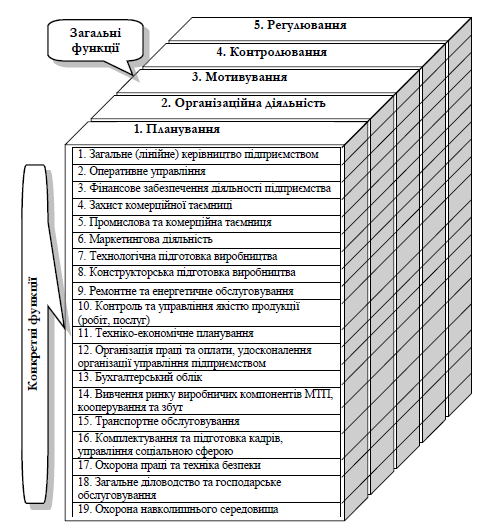 Загальні
функції
5. Регулювання
4. Контролювання
3. Мотивування
2. Організаційна діяльність
1. Планування
Конкретні функції
1. Загальне (лінійне) керівництво підприємством
2. Оперативне управління
3. Фінансове забезпечення діяльності підприємства
4. Захист комерційної таємниці
5. Промислова та комерційна таємниця
6. Маркетингова діяльність
7. Технологічна підготовка виробництва
8. Конструкторська підготовка виробництва
9. Ремонтне та енергетичне обслуговування
10. Контроль та управління якістю продукції
(робіт, послуг)
11. Техніко-економічне планування
12. Організація праці та оплати, удосконалення
організації управління підприємством
13. Бухгалтерський облік
14. Вивчення ринку виробничих компонентів МТП,
кооперування та збут
15. Транспортне обслуговування
16. Комплектування та підготовка кадрів,
управління соціальною сферою
17. Охорона праці та техніка безпеки
18. Загальне діловодство та господарське
обслуговування
19. Охорона навколишнього середовища